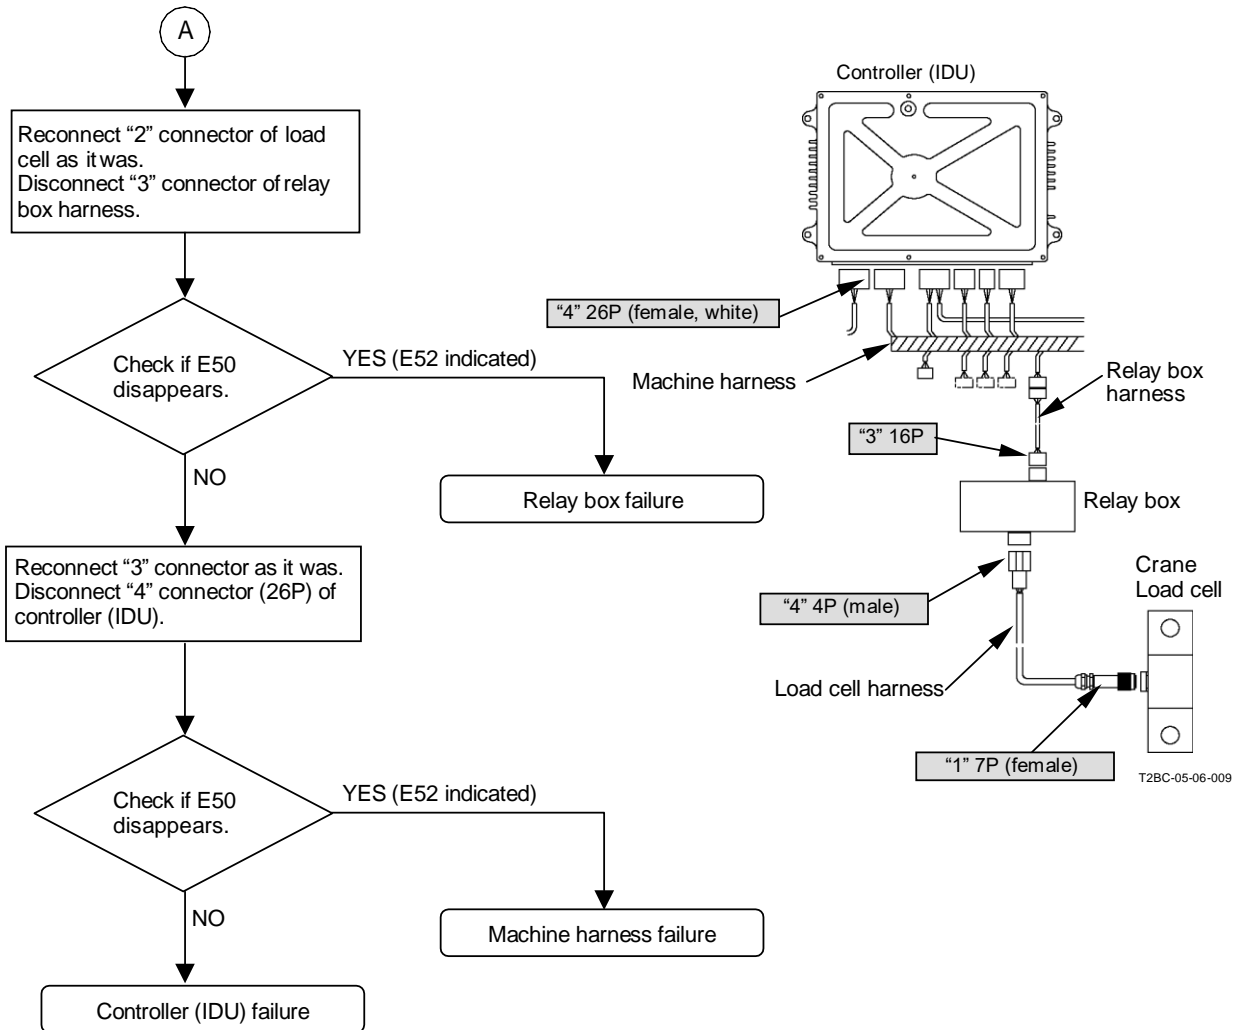 A
Reconnect “2” connector of load
cell as it was.
Disconnect “3” connector of relay
box harness.
Check if E50
disappears.
YES (E52 indicated)
NO
Relay box failure
Reconnect “3” connector as it was.
Disconnect “4” connector (26P) of
controller (IDU).
Check if E50
disappears.
YES (E52 indicated)
NO
Machine harness failure
Controller (IDU) failure
Controller (IDU)
“4” 26P (female, white)
Machine harness
Relay box
harness
“3” 16P
Relay box
Crane
Load cell
“4” 4P (male)
Load cell harness
“1” 7P (female)
T2BC-05-06-009